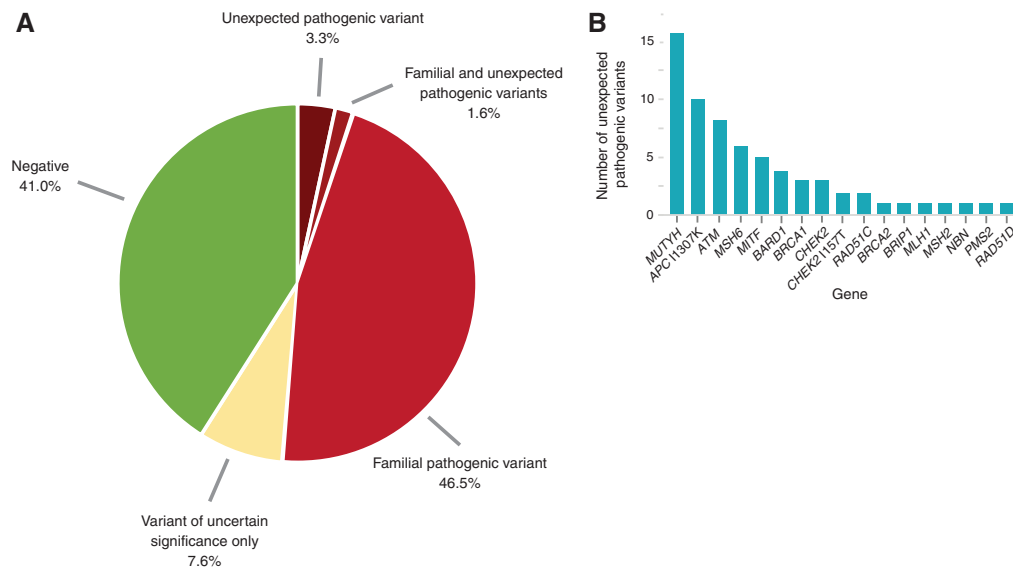 A
Unexpected pathogenic variant
3.3%
Familial and unexpected
pathogenic variants
1.6%
Negative
41.0%
Familial pathogenic variant
46.5%
Variant of uncertain
significance only
7.6%
B
Number of unexpected
pathogenic variants
15
10
5
0
MUTYH
APC I1307K
ATM
MSH6
MITF
BARD1
BRCA1
CHEK2
CHEK2 I157T
RAD51C
BRCA2
BRIP1
MLH1
MSH2
NBN
PMS2
RAD51D
Gene